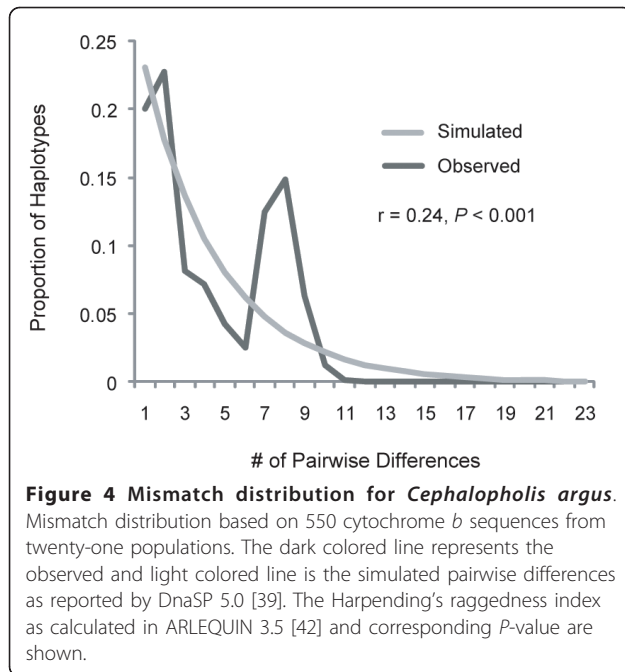 0.25
0.2
0.15
0.1
0.05
0
Proportion of Haplotypes
Simulated
Observed
r = 0.24, P < 0.001
1 3 5 7 9 11 13 15 17 19 21 23
# of Pairwise Differences
Figure 4 Mismatch distribution for Cephalopholis argus.
Mismatch distribution based on 550 cytochrome b sequences from
twenty-one populations. The dark colored line represents the
observed and light colored line is the simulated pairwise differences
as reported by DnaSP 5.0 [39]. The Harpending's raggedness index
as calculated in ARLEQUIN 3.5 [42] and corresponding P-value are
shown.